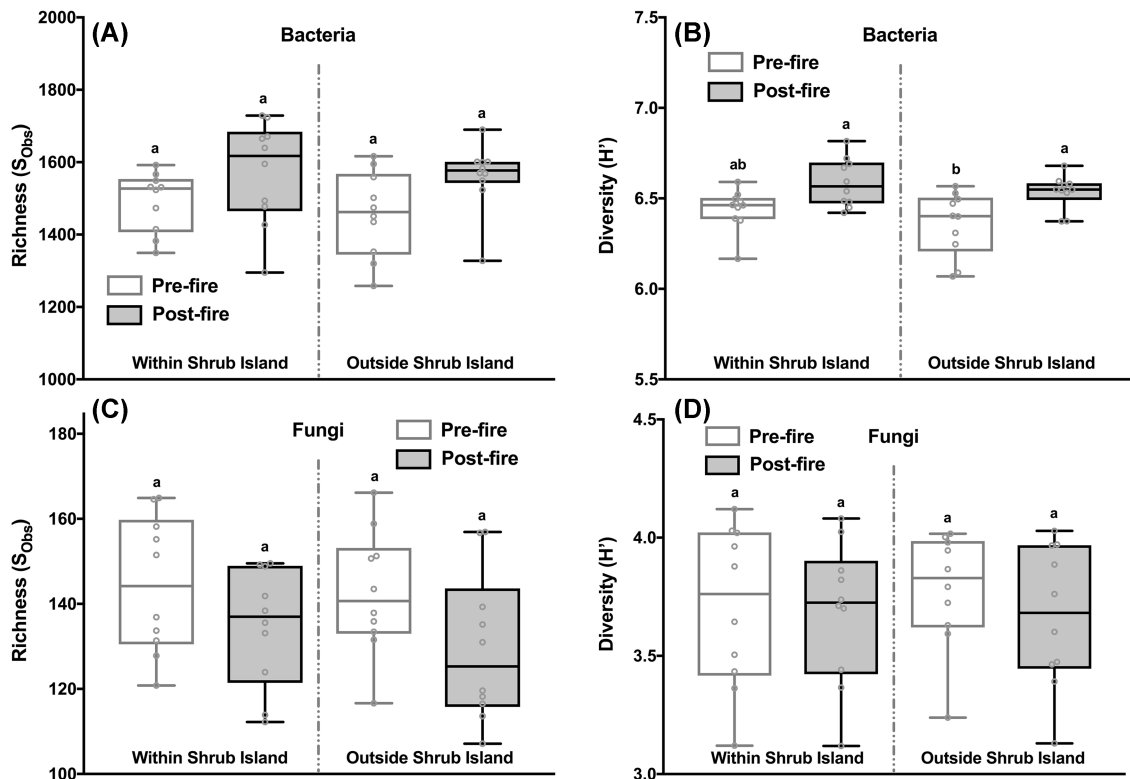 (A)
Bacteria
Richness (SObs)
2000
1800
1600
1400
1200
1000
a
a
a
a
Pre-fire
Post-fire
Within Shrub Island
Outside Shrub Island
(B)
Bacteria
Diversity (H’)
7.5
7.0
6.5
6.0
5.5
Pre-fire
Post-fire
ab
a
b
a
Within Shrub Island
Outside Shrub Island
(C)
Fungi
Richness (SObs)
180
160
140
120
100
Pre-fire
Post-fire
a
a
a
a
Within Shrub Island
Outside Shrub Island
(D)
Fungi
Diversity (H’)
4.5
4.0
3.5
3.0
Pre-fire
Post-fire
a
a
a
a
Within Shrub Island
Outside Shrub Island